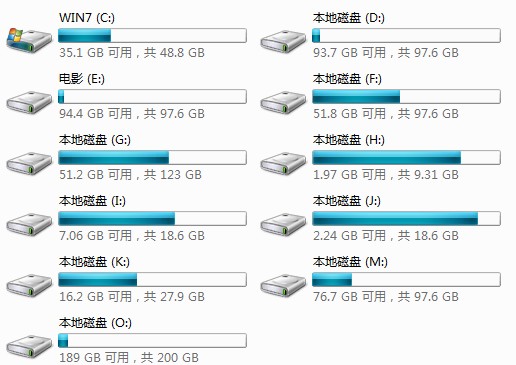 WIN7 (C:)
35.1 GB 可用，共 48.8 GB
本地磁盘 (D:)
93.7 GB 可用，共 97.6 GB
电影 (E:)
94.4 GB 可用，共 97.6 GB
本地磁盘 (F:)
51.8 GB 可用，共 97.6 GB
本地磁盘 (G:)
51.2 GB 可用，共 123 GB
本地磁盘 (H:)
1.97 GB 可用，共 9.31 GB
本地磁盘 (I:)
7.06 GB 可用，共 18.6 GB
本地磁盘 (J:)
2.24 GB 可用，共 18.6 GB
本地磁盘 (K:)
16.2 GB 可用，共 27.9 GB
本地磁盘 (M:)
76.7 GB 可用，共 97.6 GB
本地磁盘 (O:)
189 GB 可用，共 200 GB